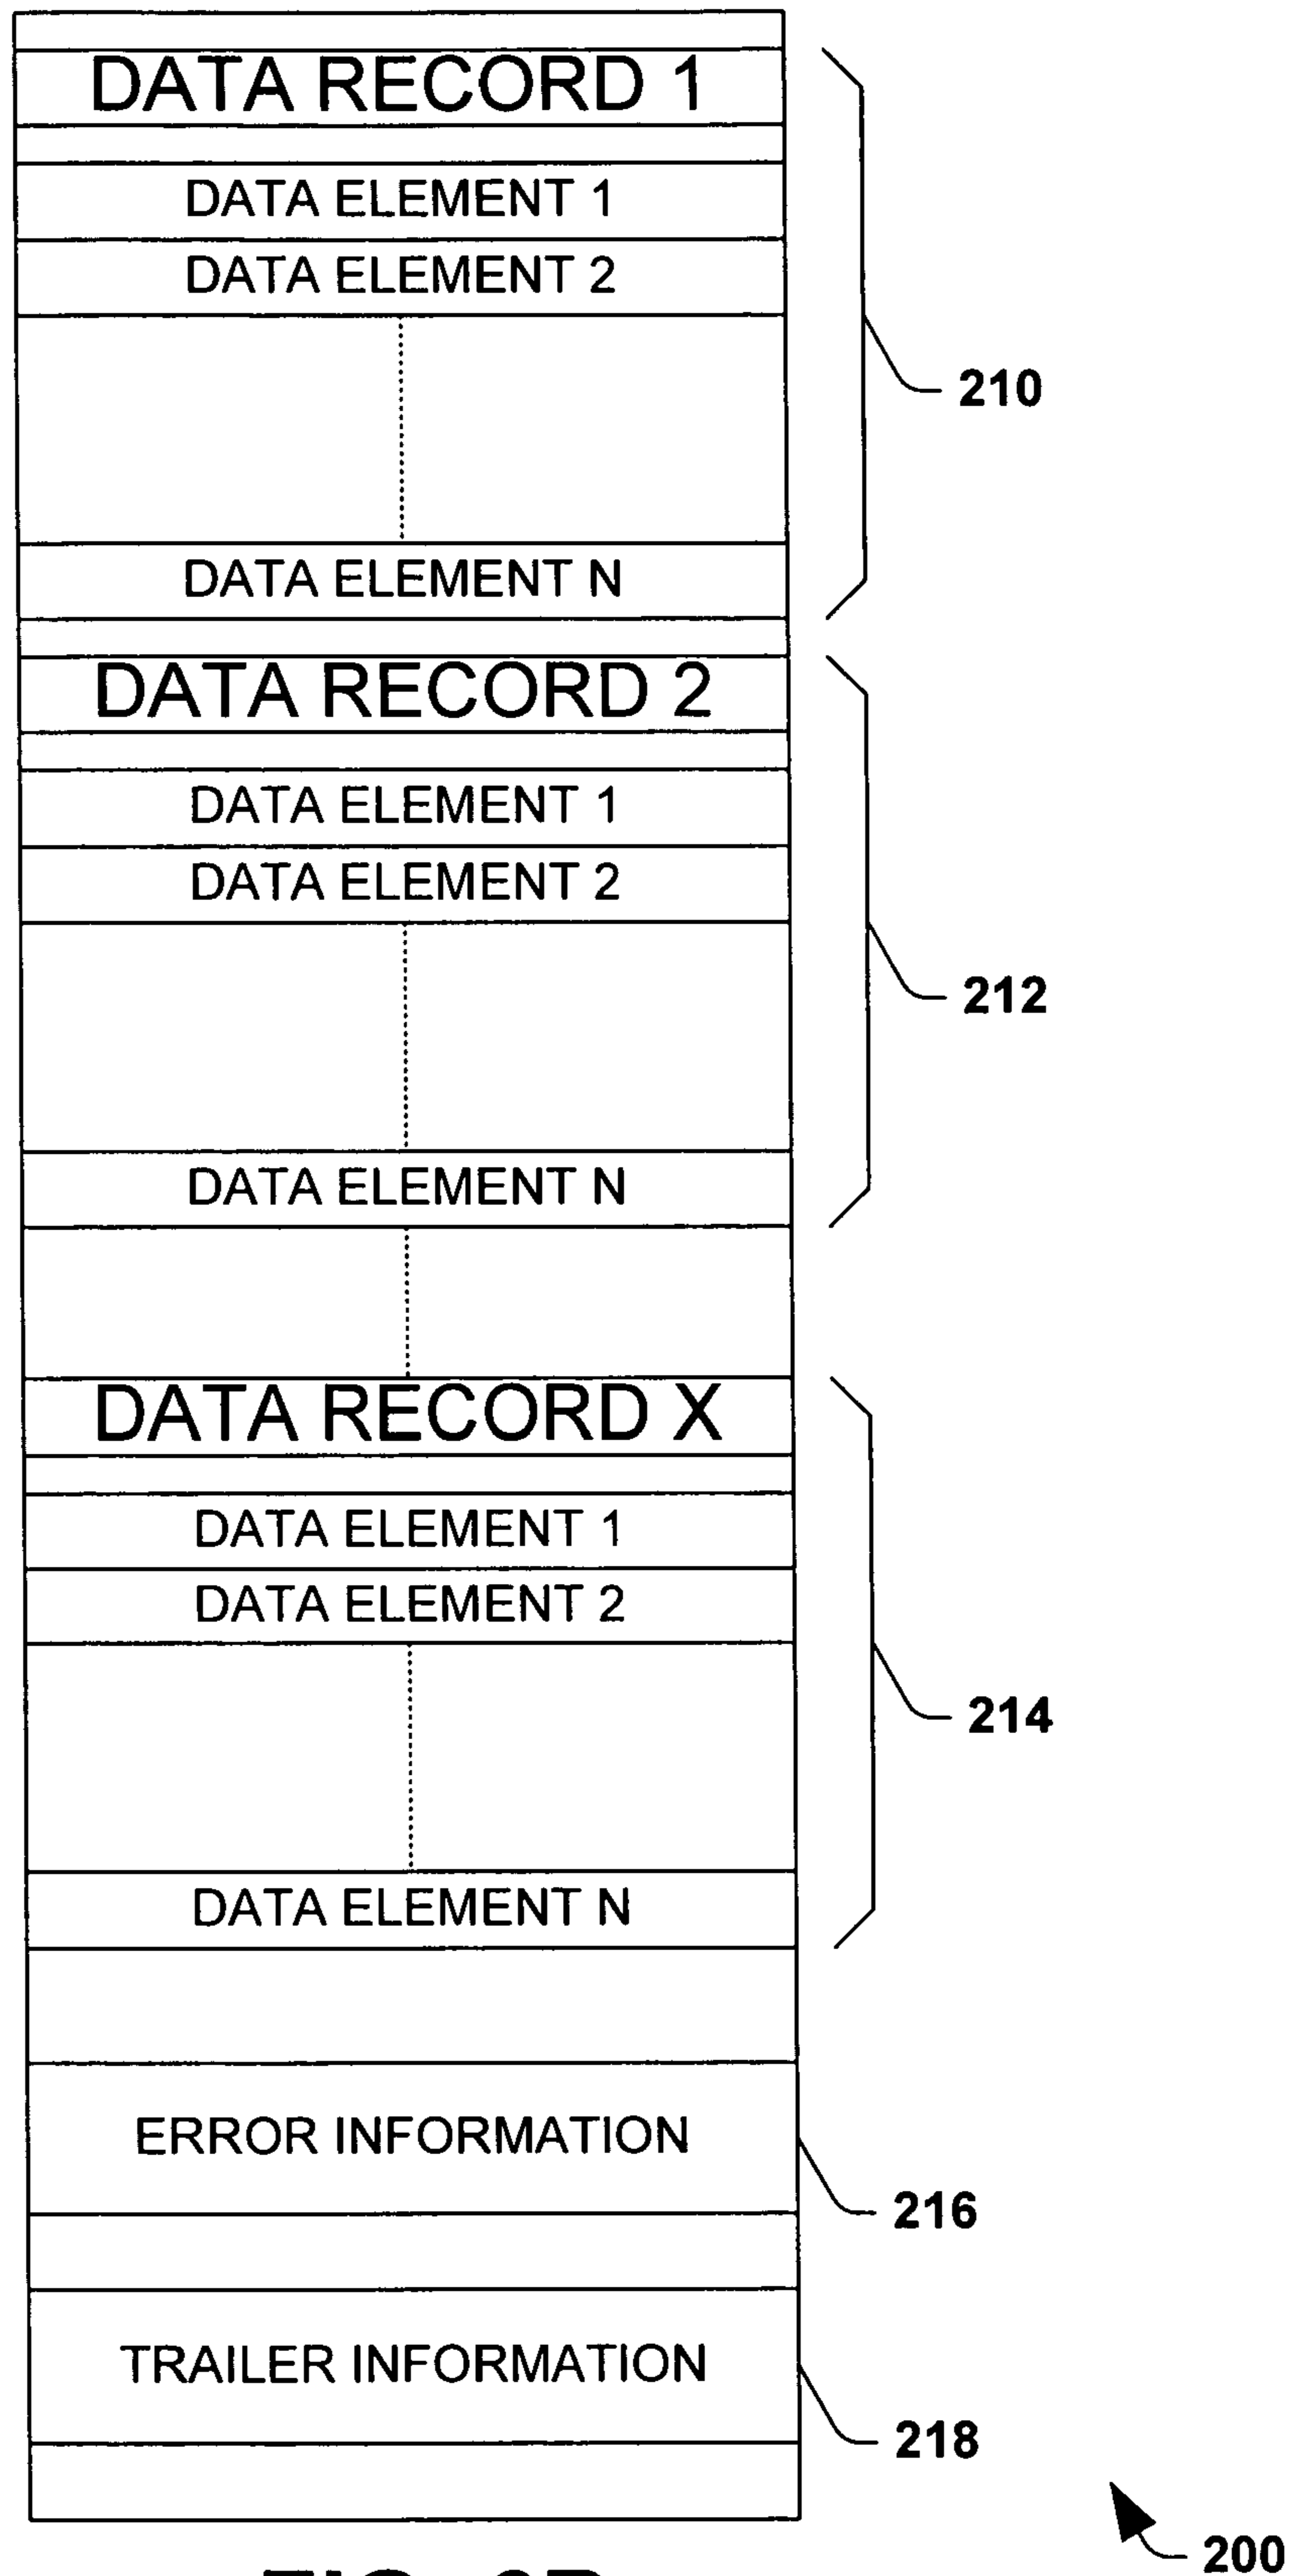 DATA RECORD 1
DATA ELEMENT 1
DATA ELEMENT 2
210
DATA ELEMENT N
DATA RECORD 2
DATA ELEMENT 1
DATA ELEMENT 2
212
DATA ELEMENT N
DATA RECORD X
DATA ELEMENT 1
DATA ELEMENT 2
214
DATA ELEMENT N
ERROR INFORMATION
216
TRAILER INFORMATION
218
200